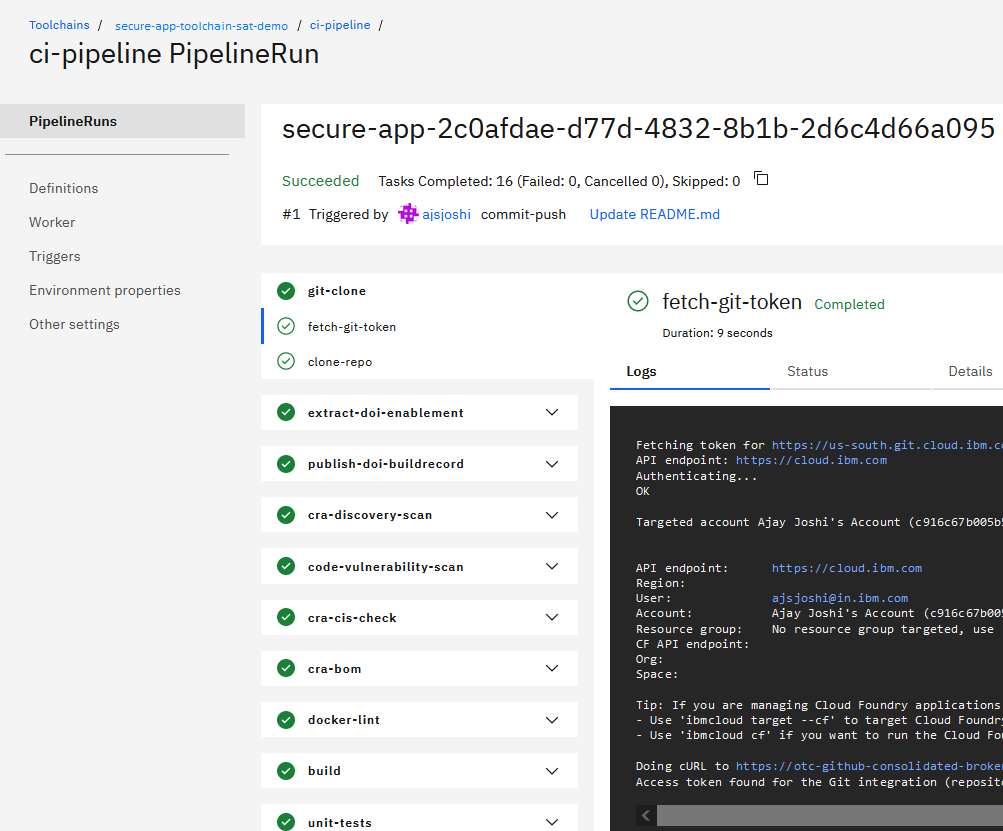 Toolchains / secure-app-toolchain-sat-demo / ci-pipeline /
ci-pipeline PipelineRun
PipelineRuns
Definitions
Worker
Triggers
Environment properties
Other settings
secure-app-2c0afdae-d77d-4832-8b1b-2d6c4d66a095
Succeeded Tasks Completed: 16 (Failed: 0, Cancelled 0), Skipped: 0
#1 Triggered by ajsjoshi commit-push Update README.md
git-clone
fetch-git-token
clone-repo
extract-doi-enablement
publish-doi-buildrecord
cra-discovery-scan
code-vulnerability-scan
cra-cis-check
cra-bom
docker-lint
build
unit-tests
fetch-git-token Completed
Duration: 9 seconds
Logs Status Details
Fetching token for https://us-south.git.cloud.ibm.c
API endpoint: https://cloud.ibm.com
Authenticating...
OK
Targeted account Ajay Joshi's Account (c916c67b005b
API endpoint: https://cloud.ibm.com
Region:
User: ajsjoshi@in.ibm.com
Account: Ajay Joshi's Account (c916c67b00
Resource group: No resource group targeted, use
CF API endpoint:
Org:
Space:
Tip: If you are managing Cloud Foundry applications
- Use 'ibmcloud target --cf' to target Cloud Foundry
- Use 'ibmcloud cf' if you want to run the Cloud Fo
Doing cURL to https://otc-github-consolidated-broke
Access token found for the Git integration (reposit